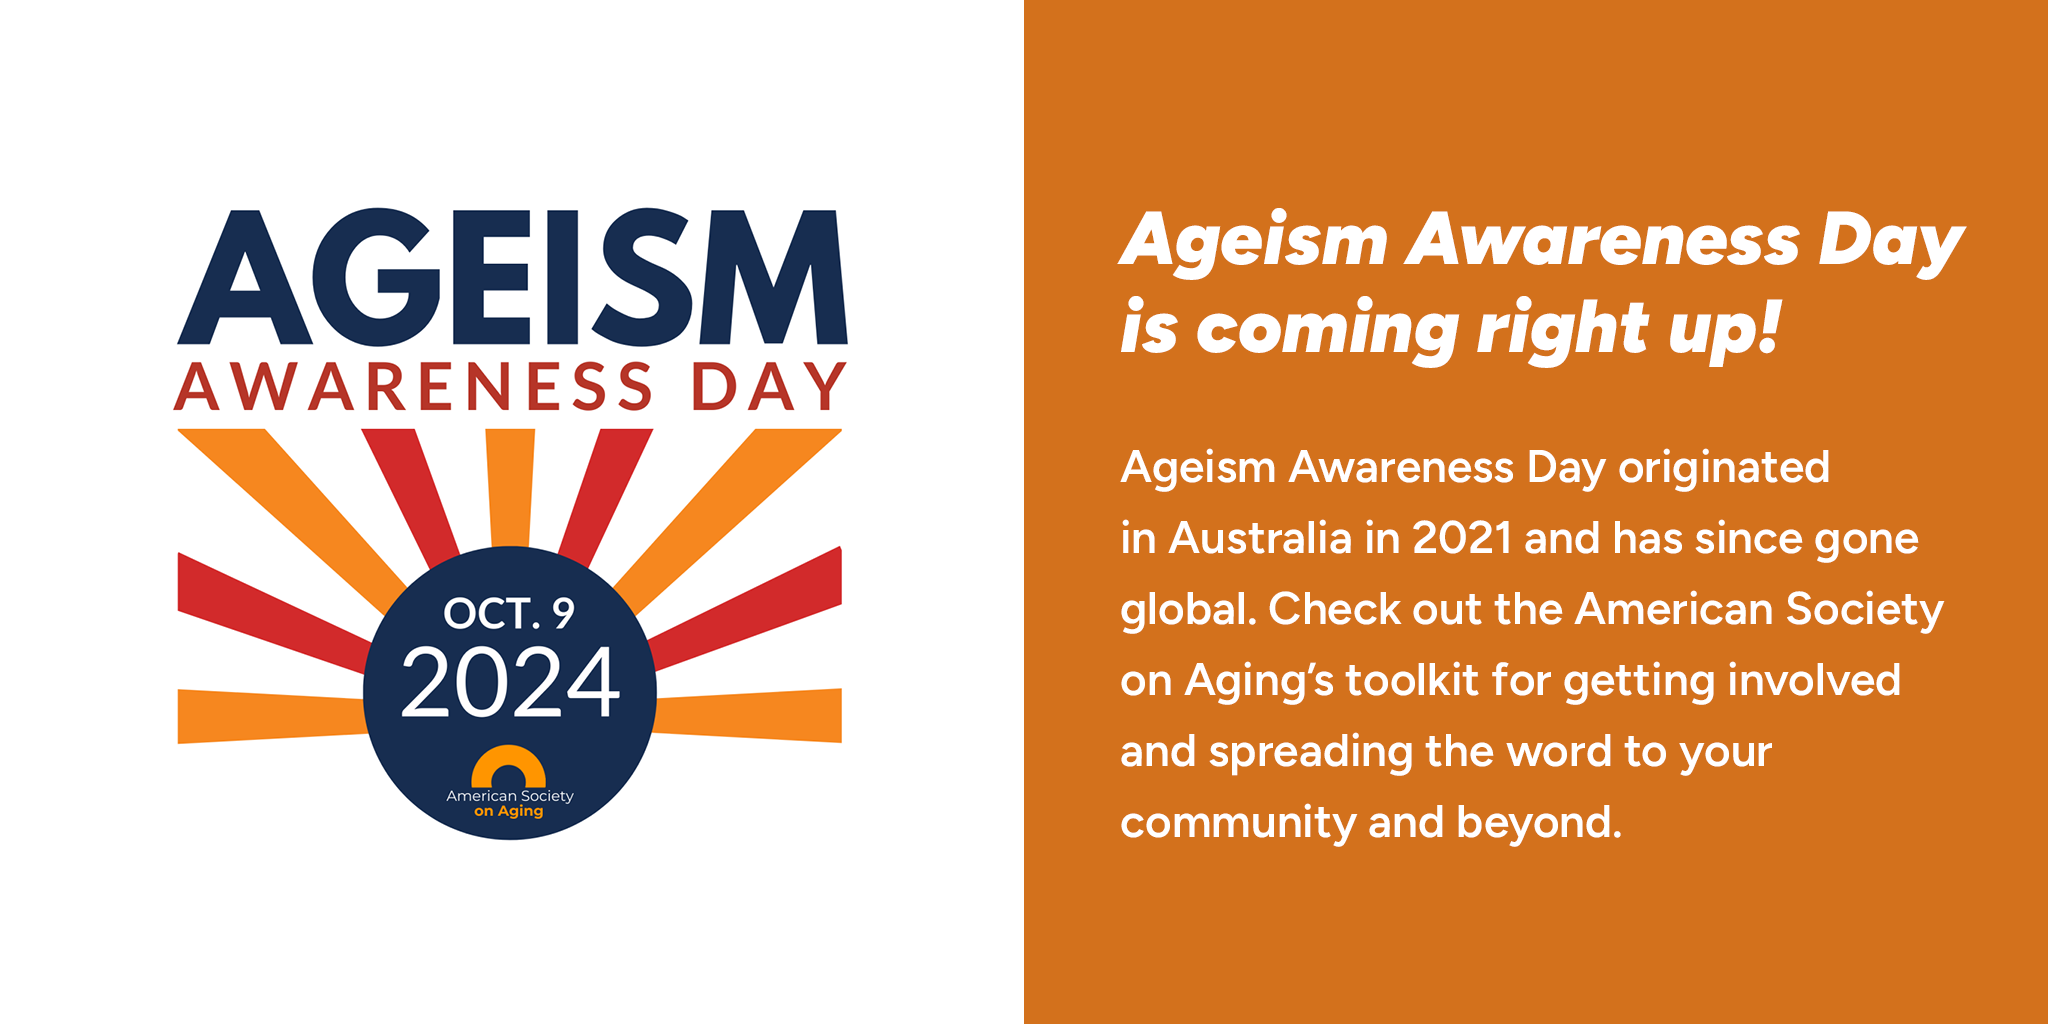 AGEISM
AWARENESS DAY
OCT. 9
2024
American Society
on Aging
Ageism Awareness Day
is coming right up!
Ageism Awareness Day originated
in Australia in 2021 and has since gone
global. Check out the American Society
on Aging’s toolkit for getting involved
and spreading the word to your
community and beyond.